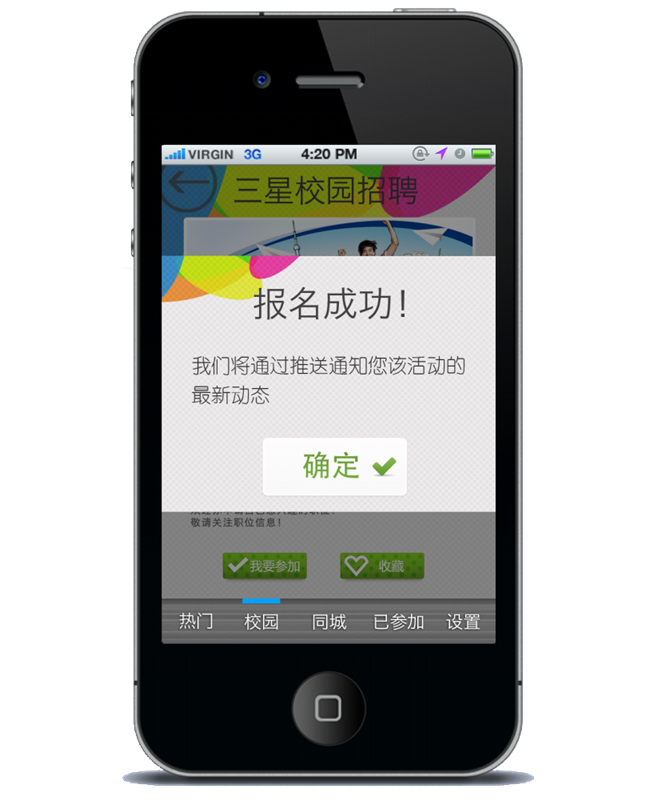 VIRGIN 3G 4:20 PM
三星校园招聘
报名成功！
我们将通过推送通知您该活动的
最新动态
确定
敬请关注职位信息！
我要参加 收藏
热门 校园 同城 已参加 设置